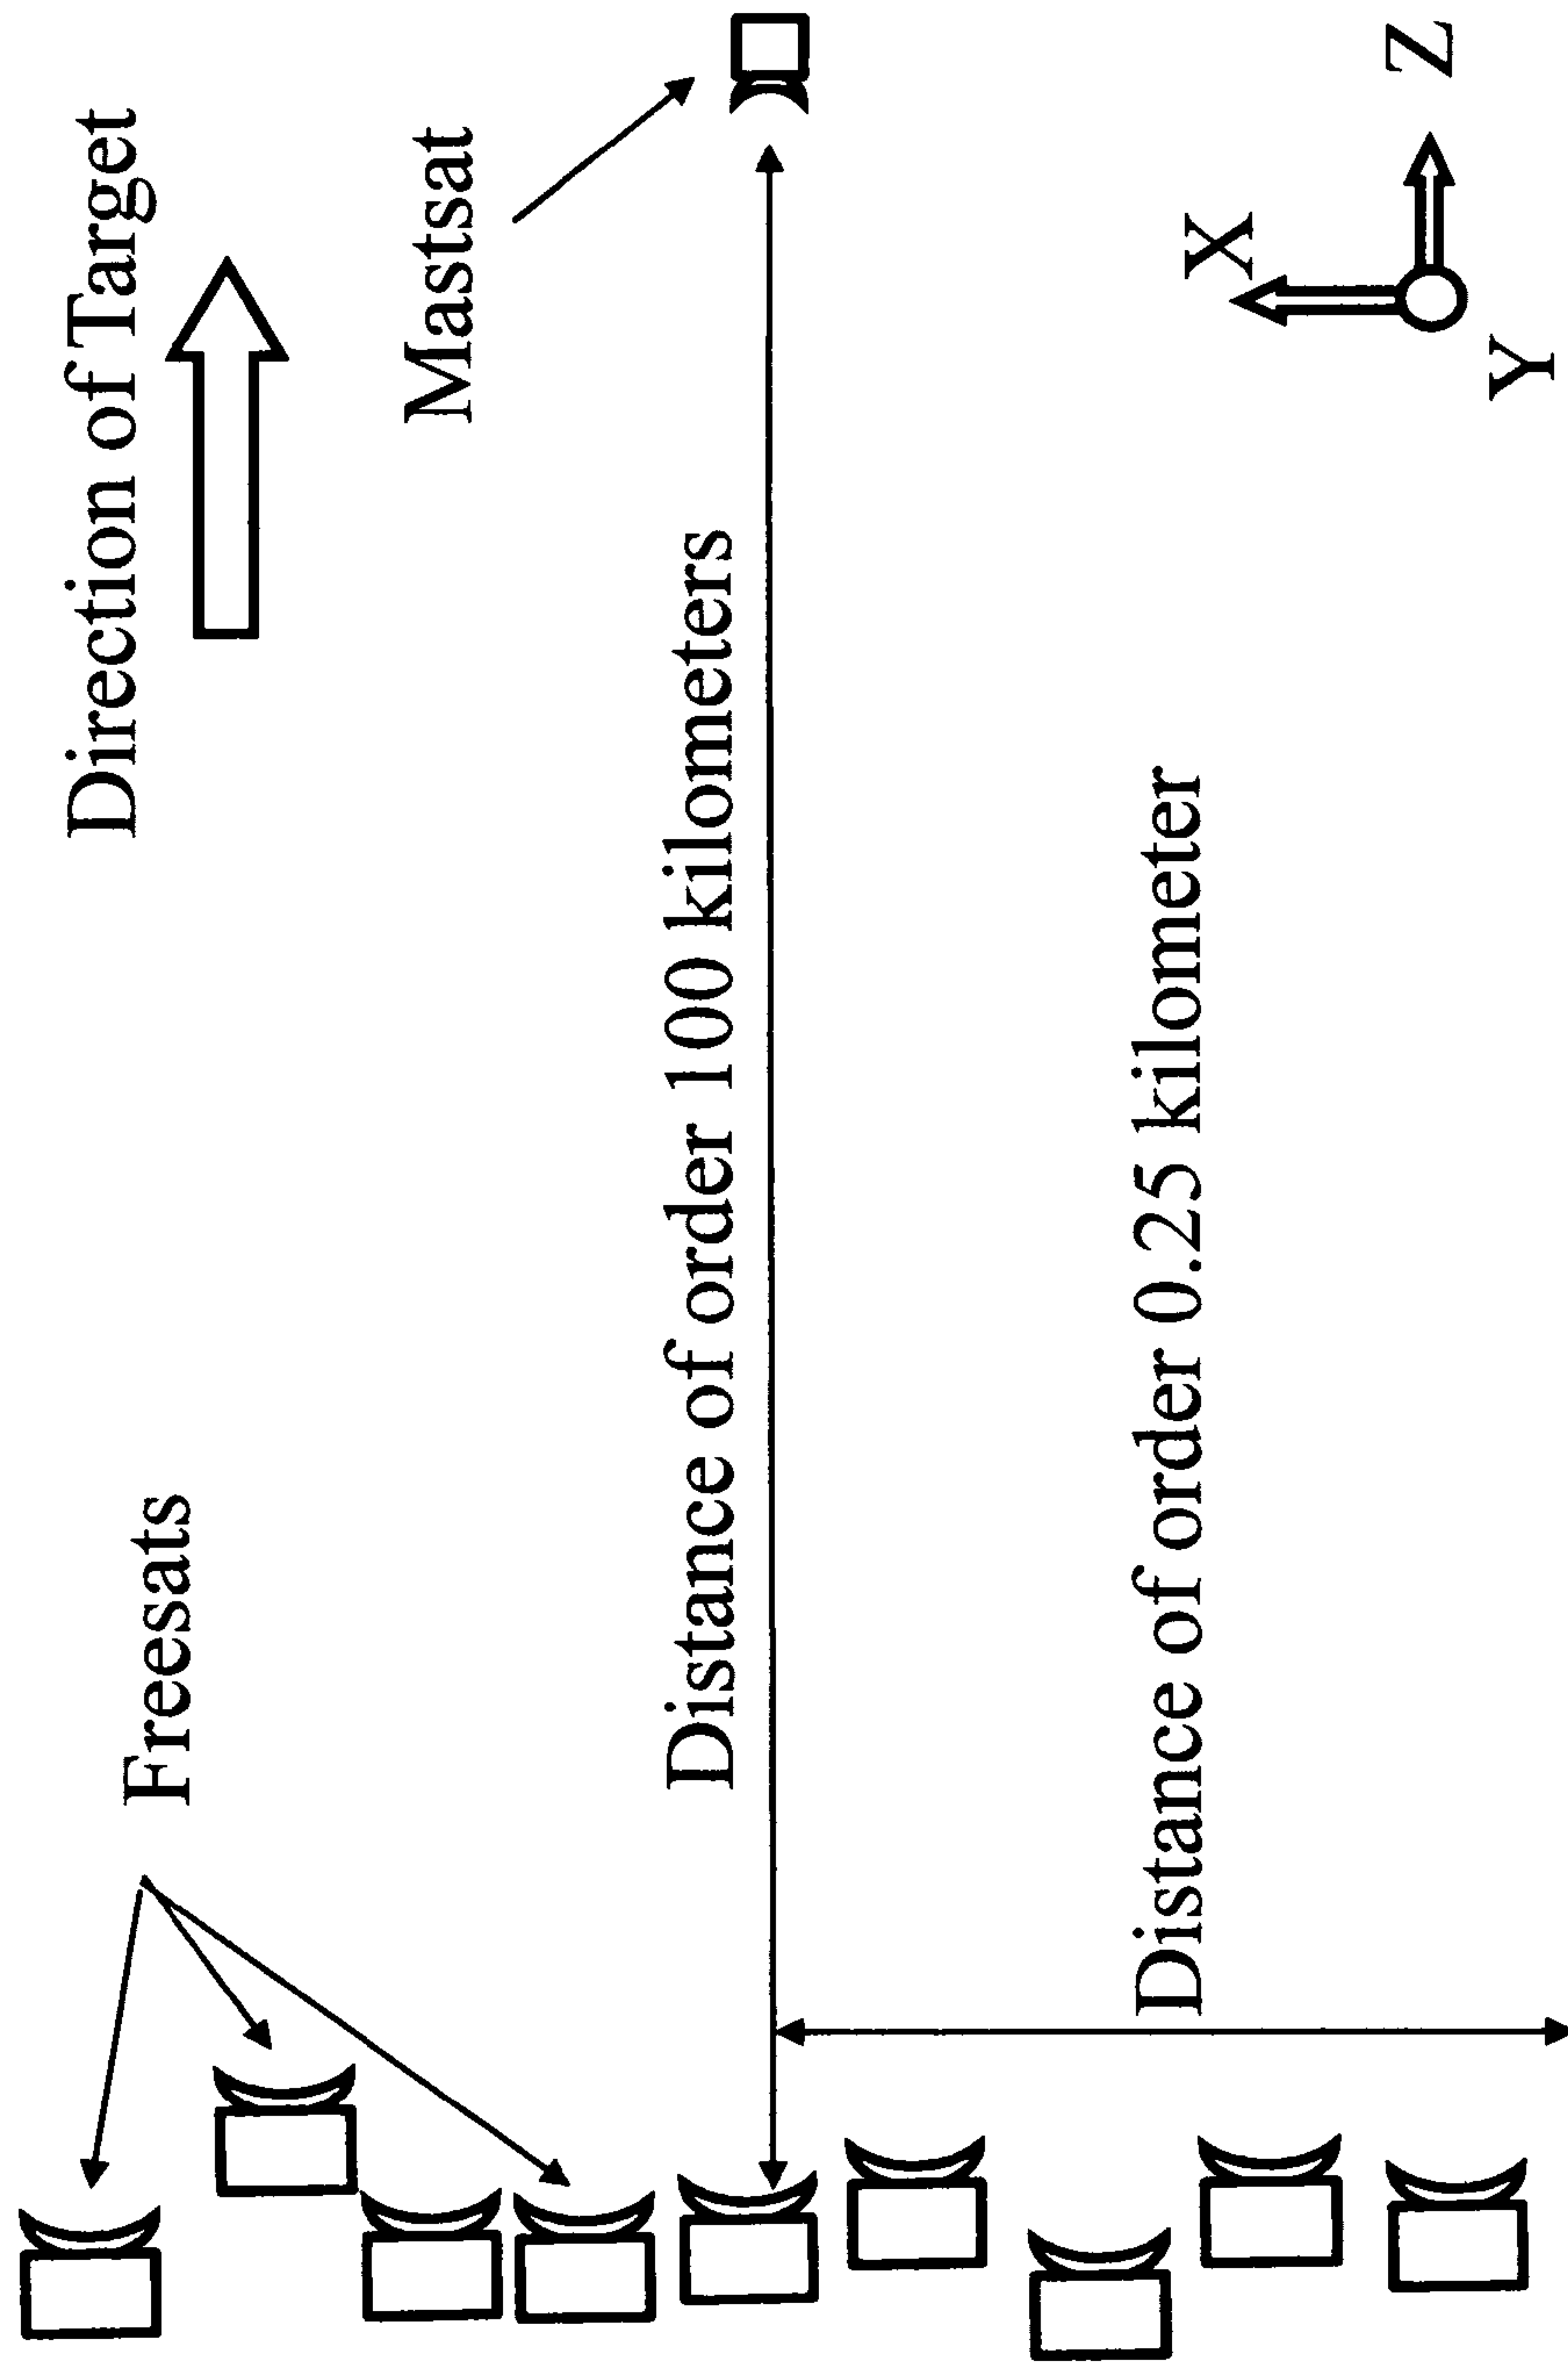 Direction of Target
Freesats
Mastsat
Distance of order 100 kilometers
Distance of order 0.25 kilometer
X
Z
Y